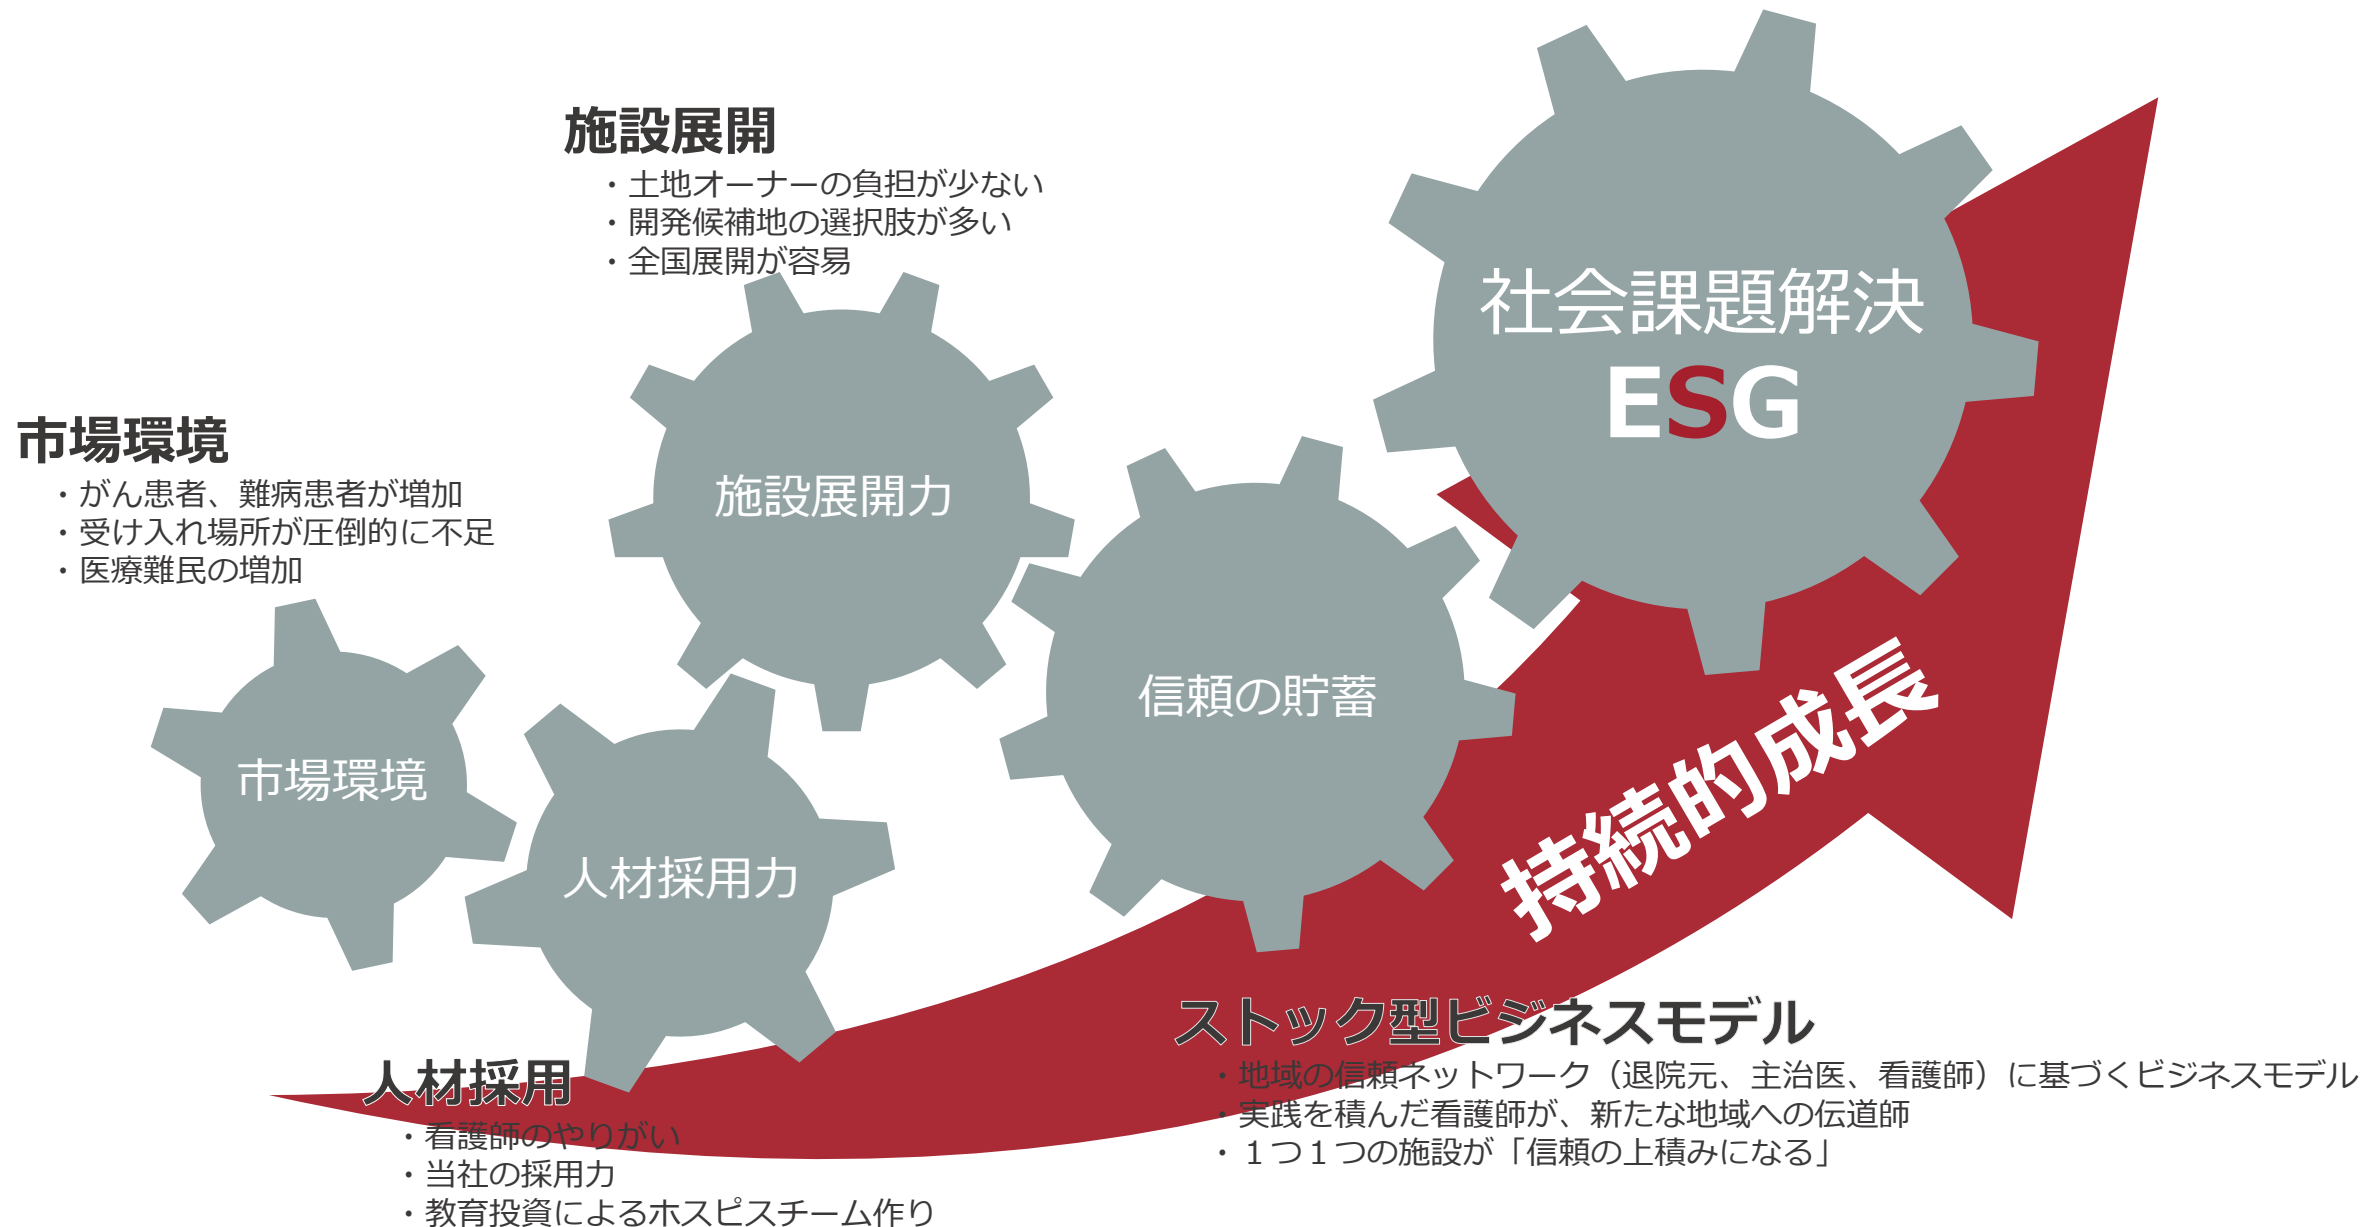 施設展開
・土地オーナーの負担が少ない
・開発候補地の選択肢が多い
・全国展開が容易
社会課題解決
ESG
市場環境
・がん患者、難病患者が増加
・受け入れ場所が圧倒的に不足
・医療難民の増加
施設展開力
信頼の貯蓄
市場環境
人材採用力
持続的成長
ストック型ビジネスモデル
・地域の信頼ネットワーク（退院元、主治医、看護師）に基づくビジネスモデル
・実践を積んだ看護師が、新たな地域への伝道師
・１つ１つの施設が「信頼の上積みになる」
人材採用
・看護師のやりがい
・当社の採用力
・教育投資によるホスピスチーム作り